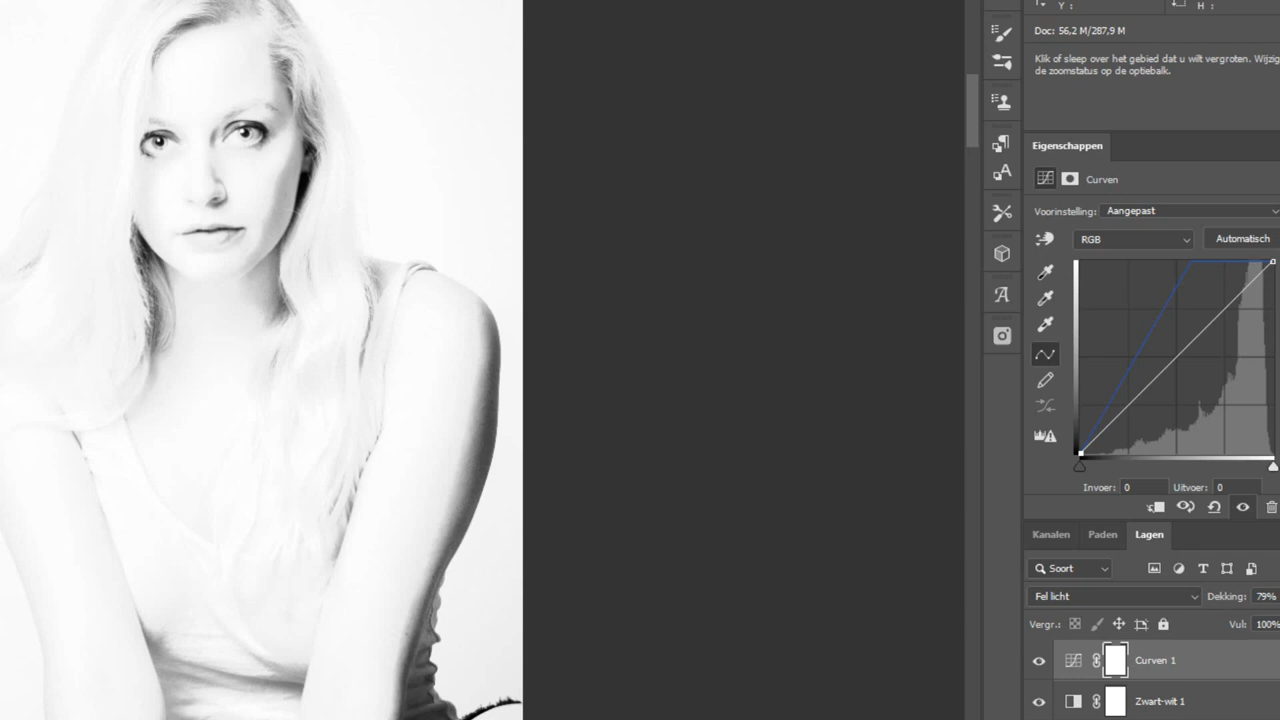 Y :
H :
Doc: 56,2 M/287,9 M
Klik of sleep over het gebied dat u wilt vergroten. Wijzig
de zoomstatus op de optiebalk.
Eigenschappen
Curven
Voorinstelling: Aangepast
RGB
Automatisch
Invoer: 0
Uitvoer: 0
Kanalen
Paden
Lagen
Soort
Fel licht
Dekking: 79%
Vergr.:
Vul: 100%
Curven 1
Zwart-wit 1